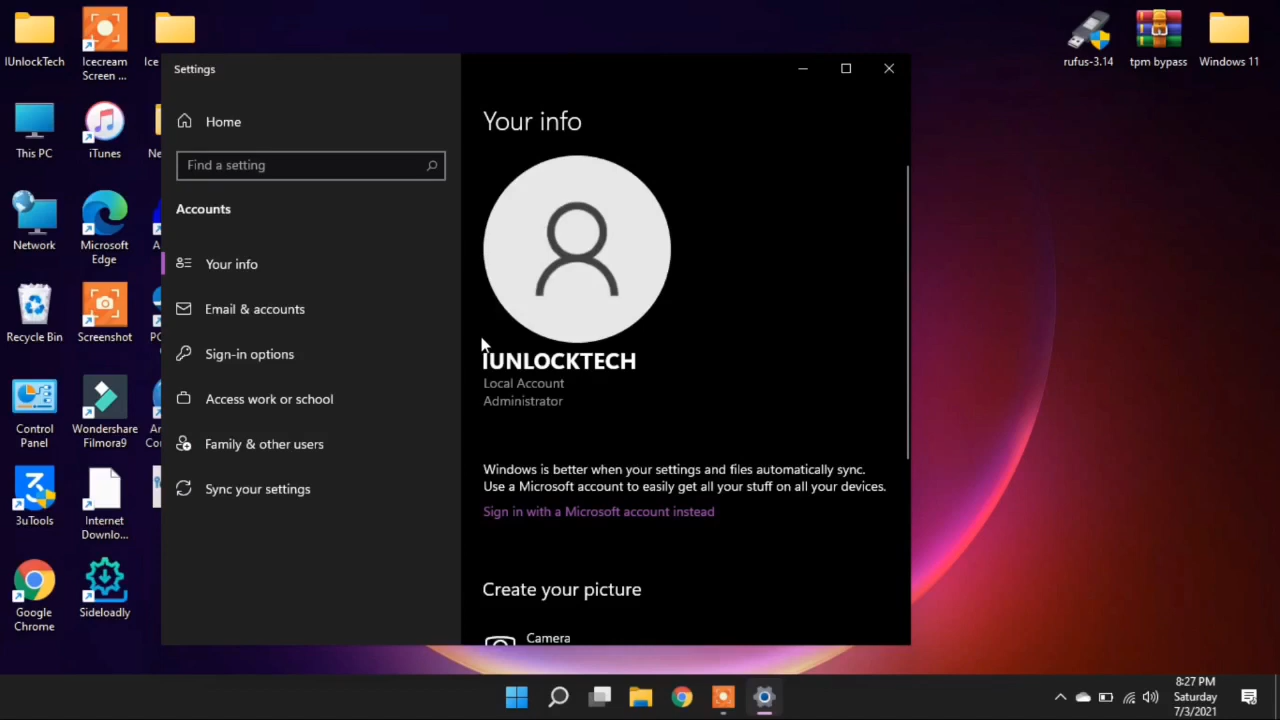 IUnlockTech
Icecream
Screen ...
Ice
rufus-3.14
tpm bypass
Windows 11
This PC
iTunes
Ne
Network
Microsoft
Edge
A
Recycle Bin
Screenshot
PC
Control
Panel
Wondershare
Filmora9
An
Co
3uTools
Internet
Downlo...
Google
Chrome
Sideloadly
Settings
Home
Find a setting
Accounts
Your info
Email & accounts
Sign-in options
Access work or school
Family & other users
Sync your settings
Your info
IUNLOCKTECH
Local Account
Administrator
Windows is better when your settings and files automatically sync.
Use a Microsoft account to easily get all your stuff on all your devices.
Sign in with a Microsoft account instead
Create your picture
Camera
8:27 PM
Saturday
7/3/2021